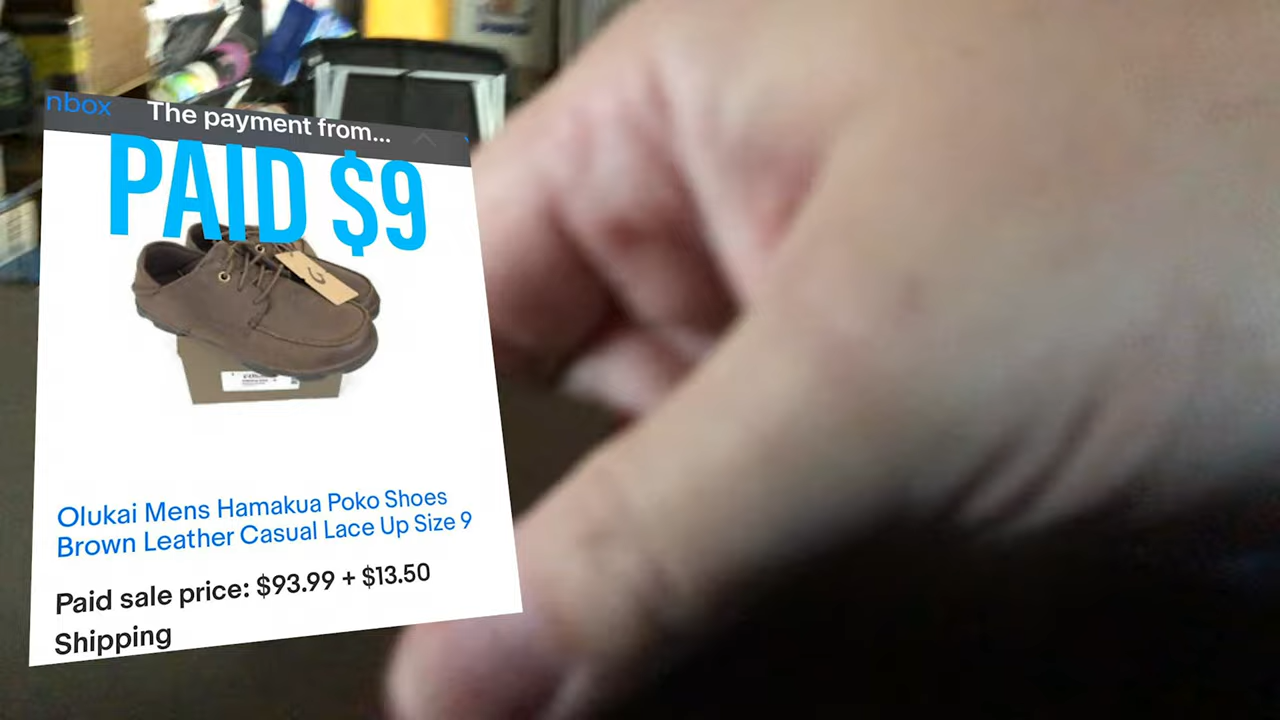 nbox
The payment from...
PAID $9
Olukai Mens Hamakua Poko Shoes
Brown Leather Casual Lace Up Size 9
Paid sale price: $93.99 + $13.50
Shipping